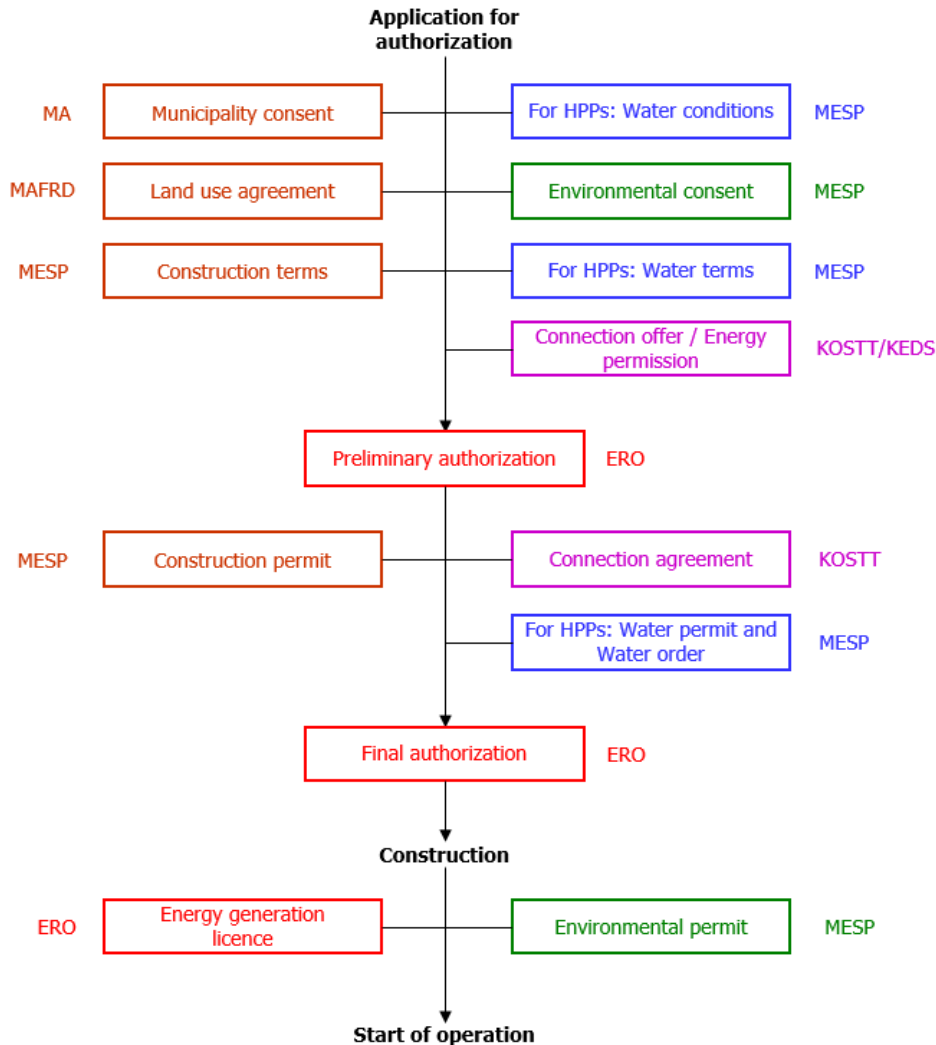 Application for
authorization
MA
Municipality consent
For HPPs: Water conditions
MESP
MAFRD
Land use agreement
Environmental consent
MESP
MESP
Construction terms
For HPPs: Water terms
MESP
Connection offer / Energy
permission
KOSTT/KEDS
Preliminary authorization
ERO
MESP
Construction permit
Connection agreement
KOSTT
For HPPs: Water permit and
Water order
MESP
Final authorization
ERO
Construction
ERO
Energy generation
licence
Environmental permit
MESP
Start of operation